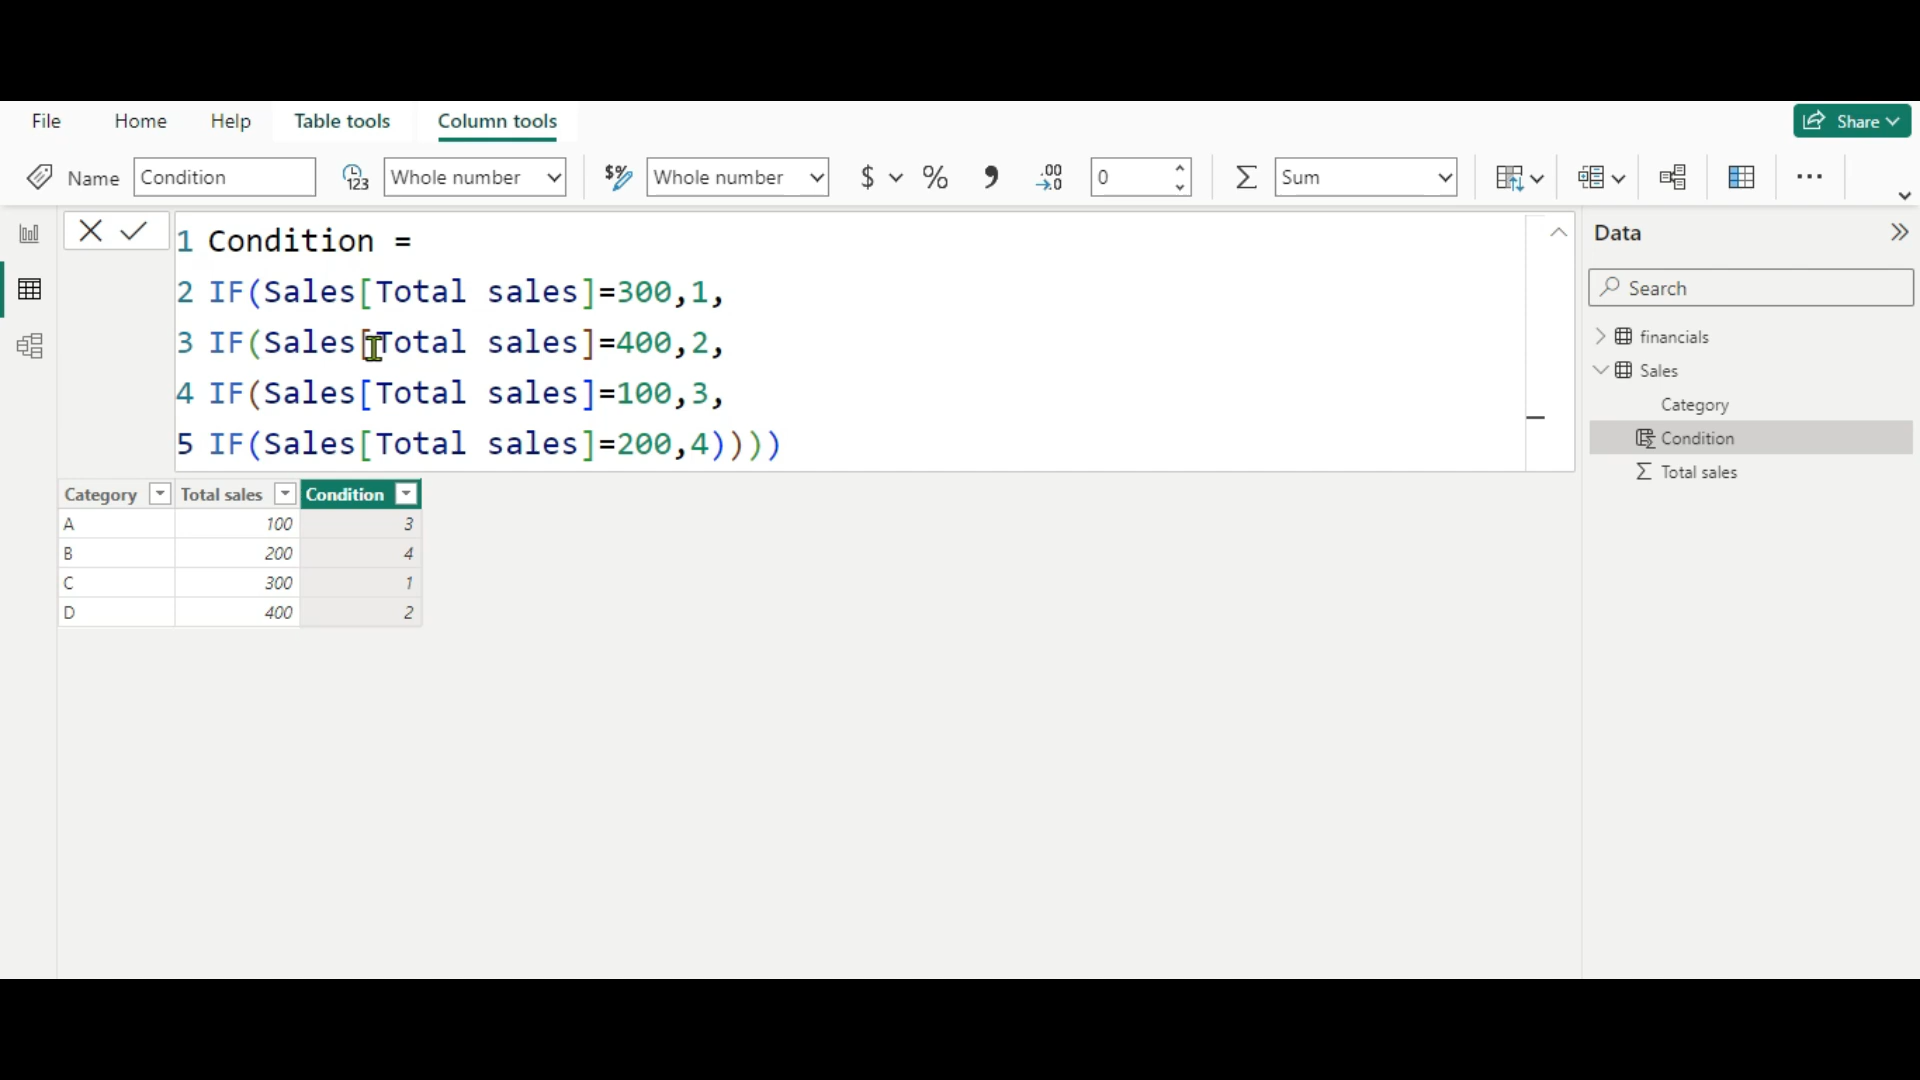 File Home Help Table tools Column tools Share
Name Condition Whole number Whole number $ % 0 Sum
1 Condition =
2 IF(Sales[Total sales]=300,1,
3 IF(Sales[Total sales]=400,2,
4 IF(Sales[Total sales]=100,3,
5 IF(Sales[Total sales]=200,4))))
Category Total sales Condition
A 100 3
B 200 4
C 300 1
D 400 2
Data
Search
financials
Sales
Category
Condition
Total sales